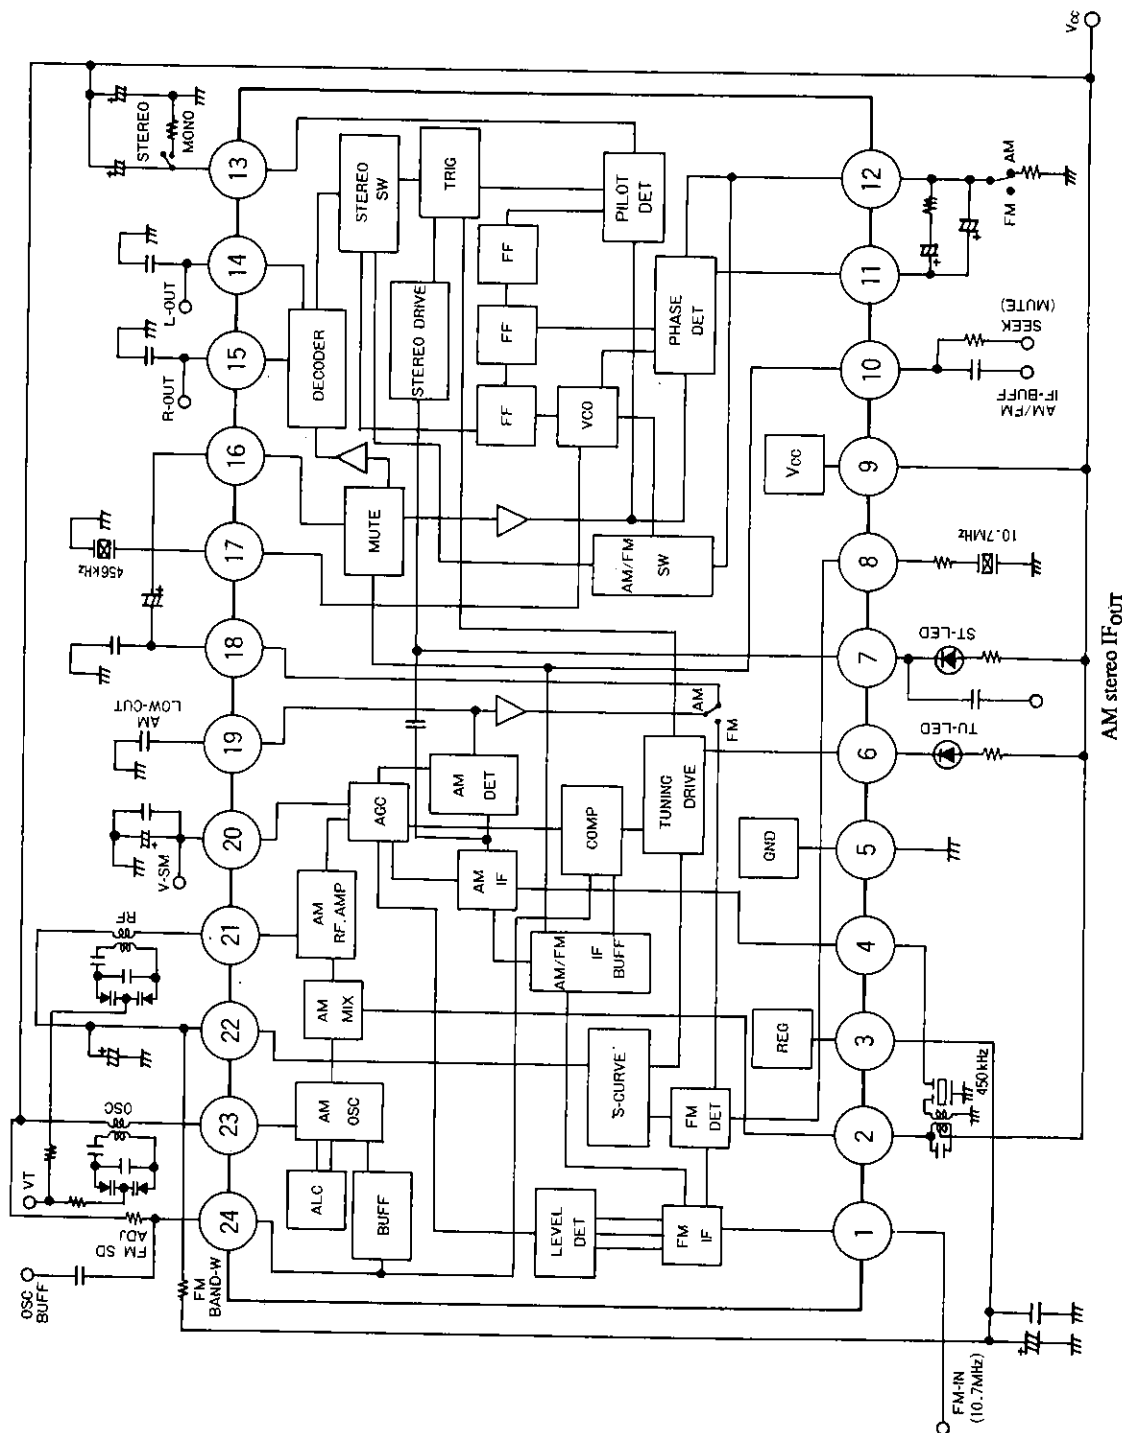 OSC
BUFF
VT
FM SD
ADJ
FM
BAND-W
OSC
RF
V-SM
AM
LOW-CUT
456kHz
R-OUT
L-OUT
STEREO
MONO
Vcc
24
23
22
21
20
19
18
17
16
15
14
13
ALC
BUFF
AM
OSC
AM
MIX
AM
RF. AMP
AGC
AM
DET
AM
IF
COMP
TUNING
DRIVE
AM/FM
IF
BUFF
S-CURVE
FM
DET
LEVEL
DET
FM
IF
REG
GND
AM
FM
MUTE
DECODER
STEREO
SW
STEREO DRIVE
TRIG
FF
FF
FF
VCO
PHASE
DET
PILOT
DET
AM/FM
SW
Vcc
1
2
3
4
5
6
7
8
9
10
11
12
FM-IN
(10.7MHz)
450kHz
TU-LED
ST-LED
10.7MHz
AM/FM
IF-BUFF
SEEK
(MUTE)
FM
AM
AM stereo IFOUT